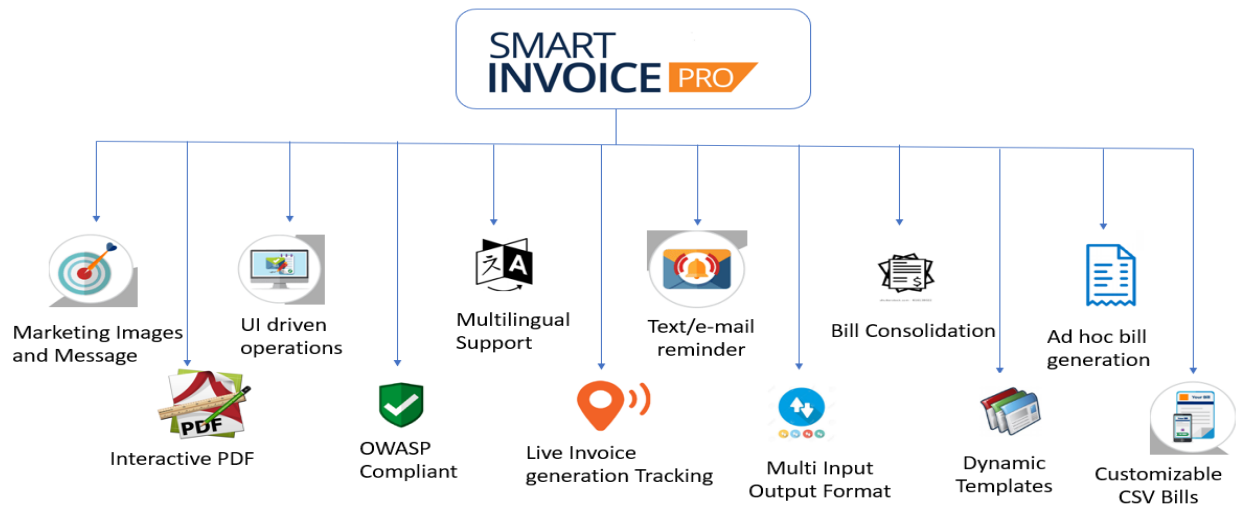 SMART
INVOICE PRO
Marketing Images
and Message
UI driven
operations
Multilingual
Support
Text/e-mail
reminder
Bill Consolidation
Ad hoc bill
generation
PDF
Interactive PDF
OWASP
Compliant
Live Invoice
generation Tracking
Multi Input
Output Format
Dynamic
Templates
Your Bill
Customizable
CSV Bills
A
$